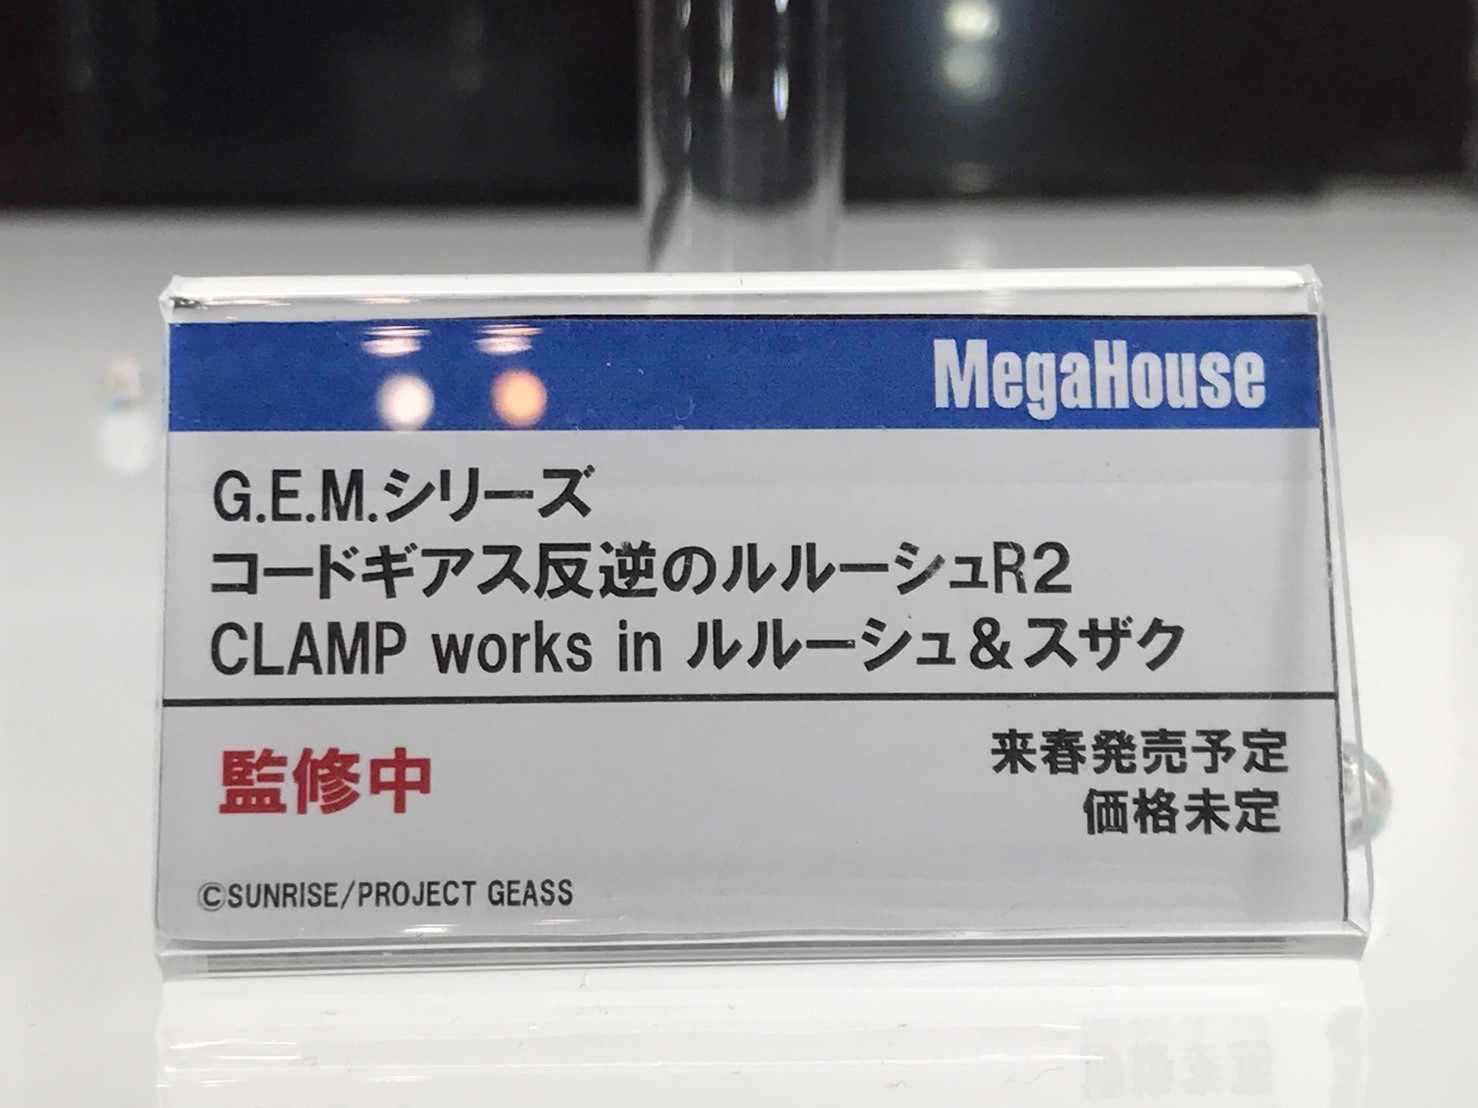 MegaHouse
G.E.M.シリーズ
コードギアス反逆のルルーシュR2
CLAMP works in ルルーシュ&スザク
監修中
来春発売予定
価格未定
©SUNRISE/PROJECT GEASS